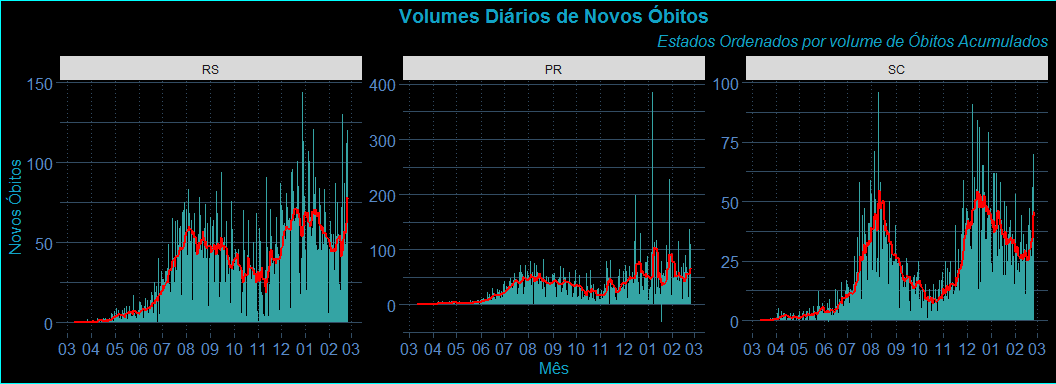 Volumes Diários de Novos Óbitos
Estados Ordenados por volume de Óbitos Acumulados
RS
PR
SC
Novos Óbitos
150
100
50
0
03 04 05 06 07 08 09 10 11 12 01 02 03
400
300
200
100
0
03 04 05 06 07 08 09 10 11 12 01 02 03
100
75
50
25
0
03 04 05 06 07 08 09 10 11 12 01 02 03
Mês